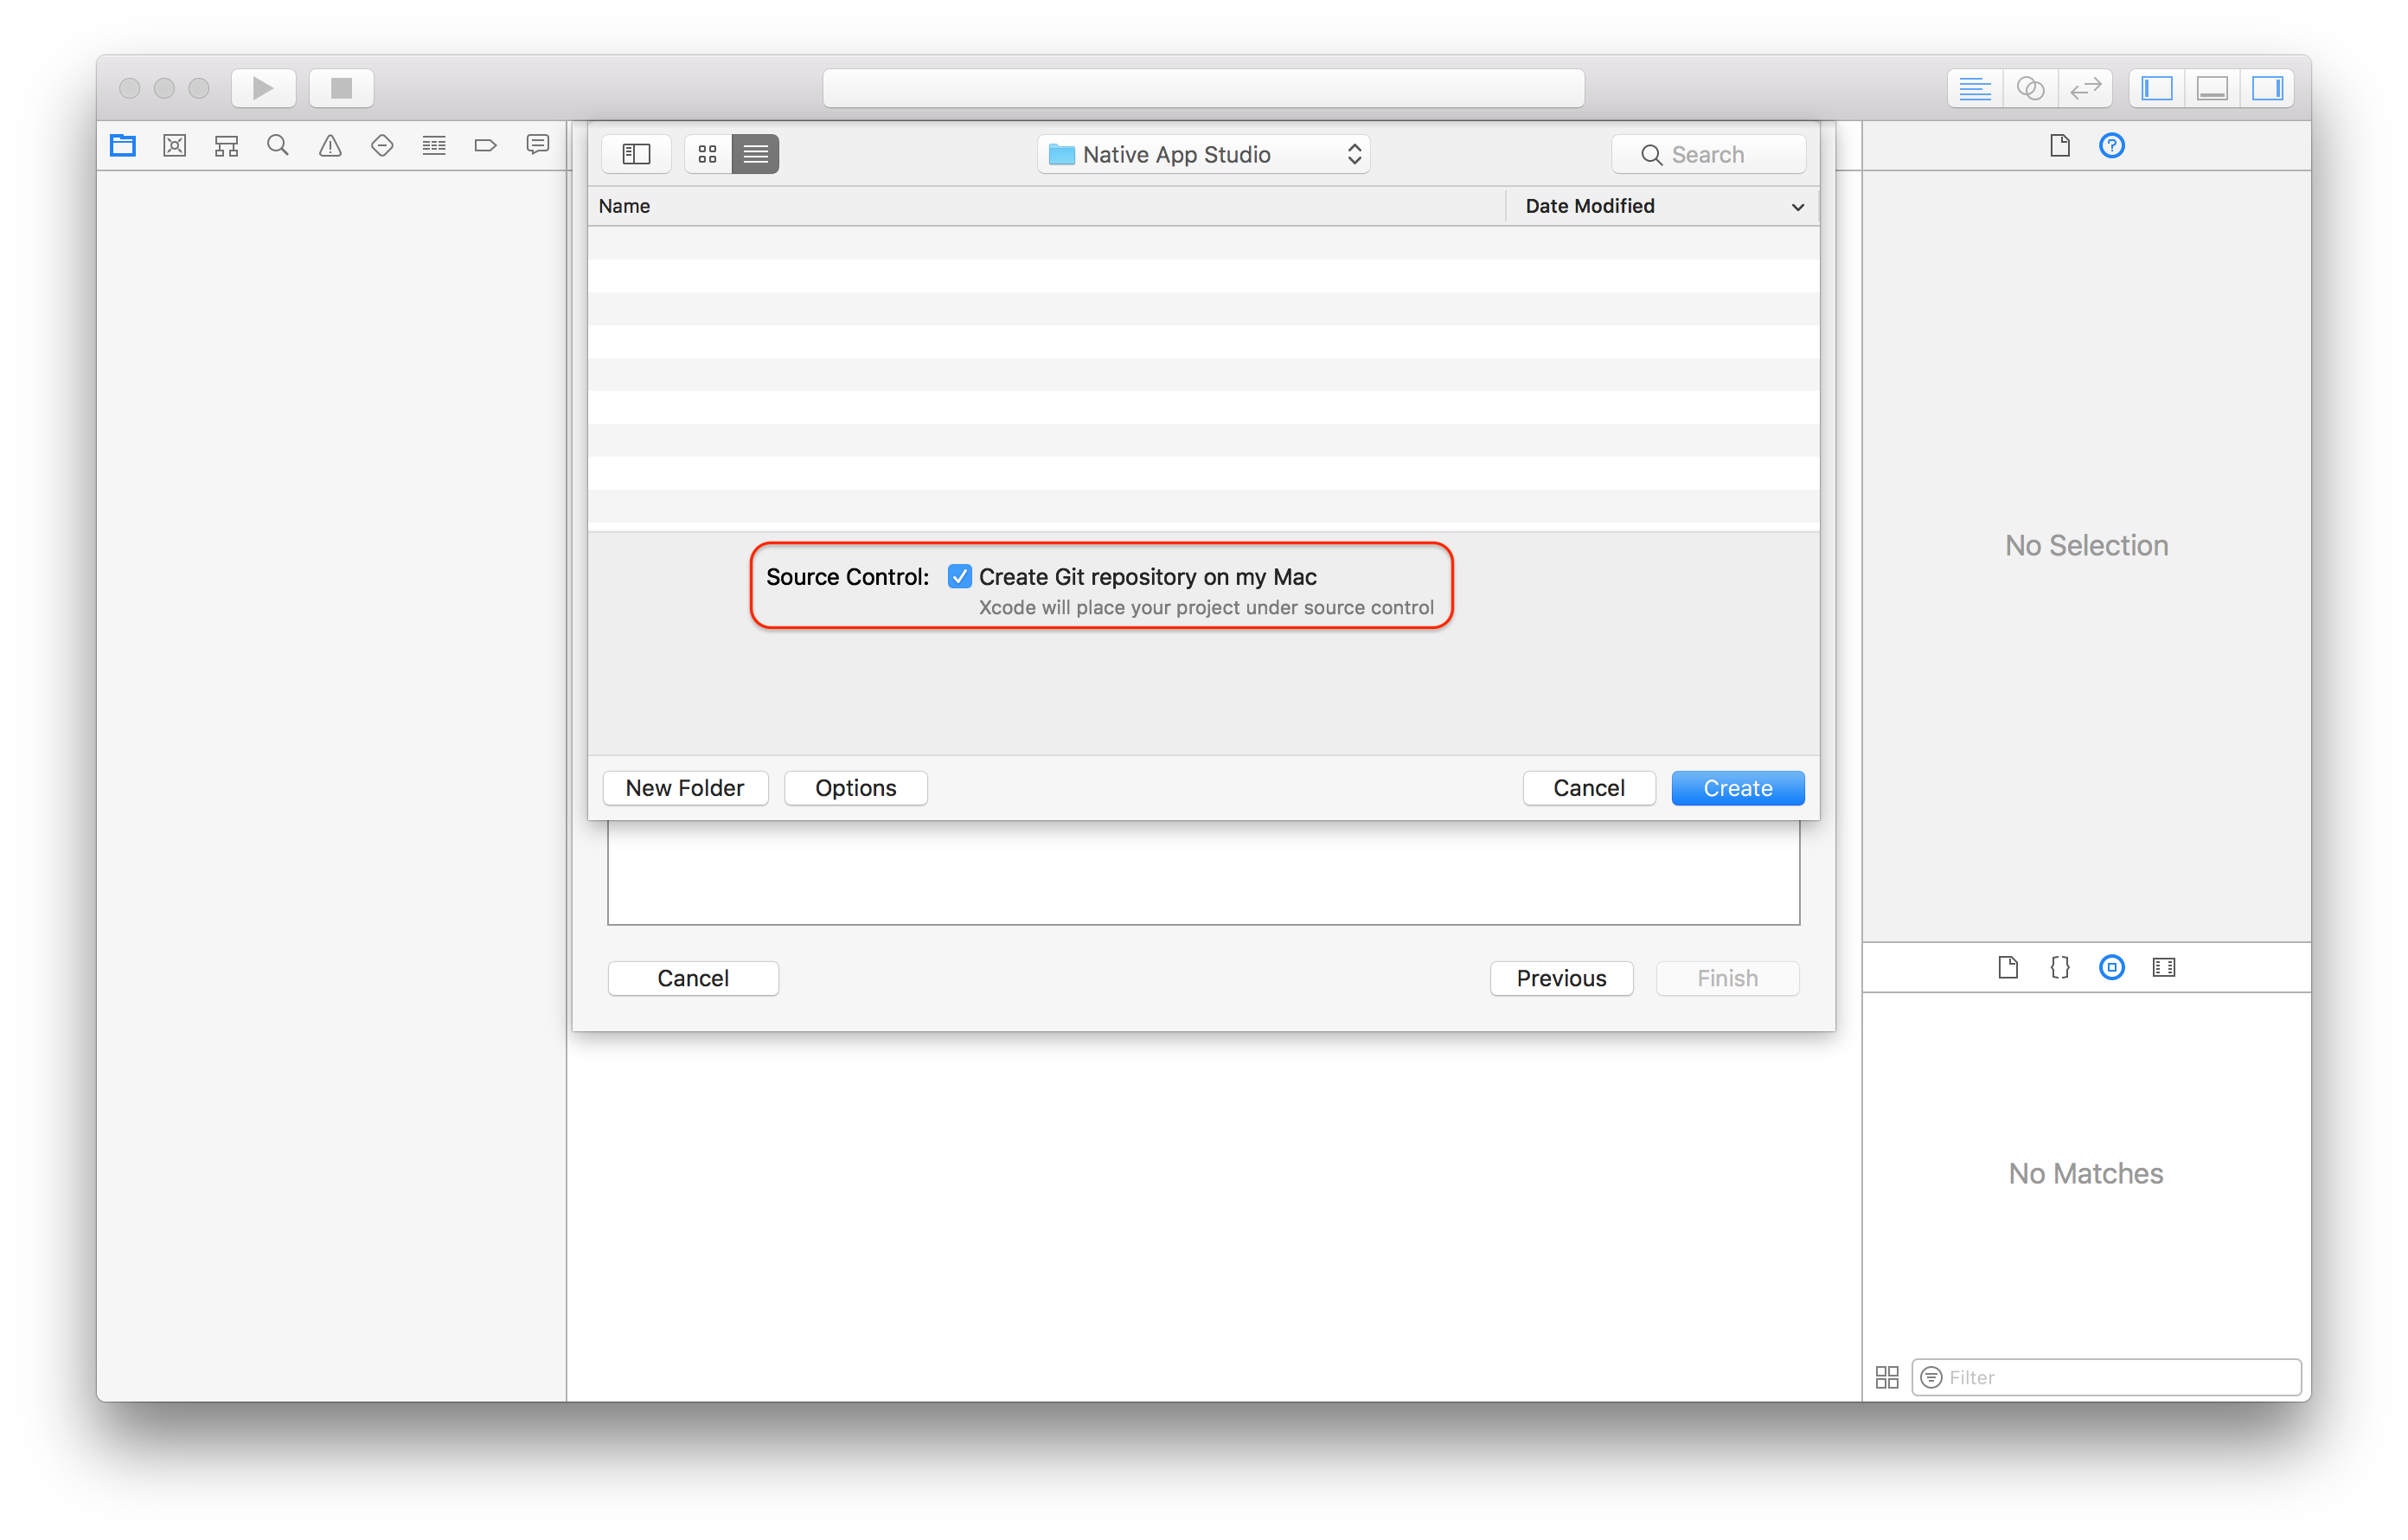 Native App Studio
Search
Name
Date Modified
Source Control: Create Git repository on my Mac
Xcode will place your project under source control
New Folder
Options
Cancel
Create
Cancel
Previous
Finish
No Selection
No Matches
Filter